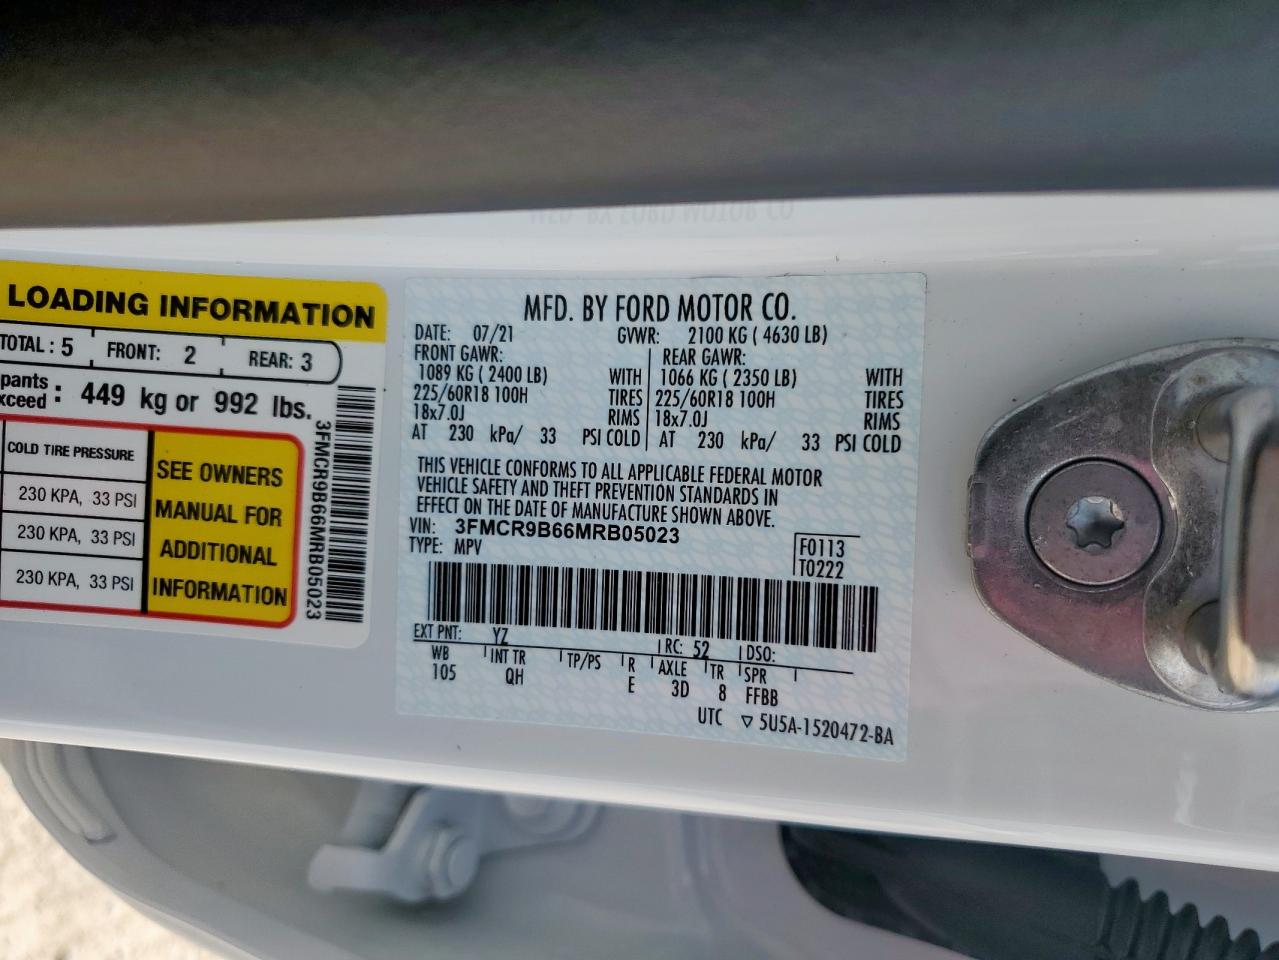 LOADING INFORMATION
TOTAL: 5 FRONT: 2 REAR: 3
pants
xceed: 449 kg or 992 lbs.
COLD TIRE PRESSURE
230 KPA, 33 PSI
230 KPA, 33 PSI
230 KPA, 33 PSI
SEE OWNERS
MANUAL FOR
ADDITIONAL
INFORMATION
3FMCR9B66MRB05023
MFD. BY FORD MOTOR CO.
DATE: 07/21 GVWR: 2100 KG ( 4630 LB)
FRONT GAWR: REAR GAWR:
1089 KG ( 2400 LB) WITH 1066 KG ( 2350 LB) WITH
225/60R18 100H TIRES 225/60R18 100H TIRES
18x7.0J RIMS 18x7.0J RIMS
AT 230 kPa/ 33 PSI COLD AT 230 kPa/ 33 PSI COLD
THIS VEHICLE CONFORMS TO ALL APPLICABLE FEDERAL MOTOR
VEHICLE SAFETY AND THEFT PREVENTION STANDARDS IN
EFFECT ON THE DATE OF MANUFACTURE SHOWN ABOVE.
VIN: 3FMCR9B66MRB05023
TYPE: MPV
F0113
T0222
EXT PNT: YZ RC: 52 DSO:
WB INT TR TP/PS R AXLE TR SPR
105 QH E 3D 8 FFBB
UTC ▽ 5U5A-1520472-BA